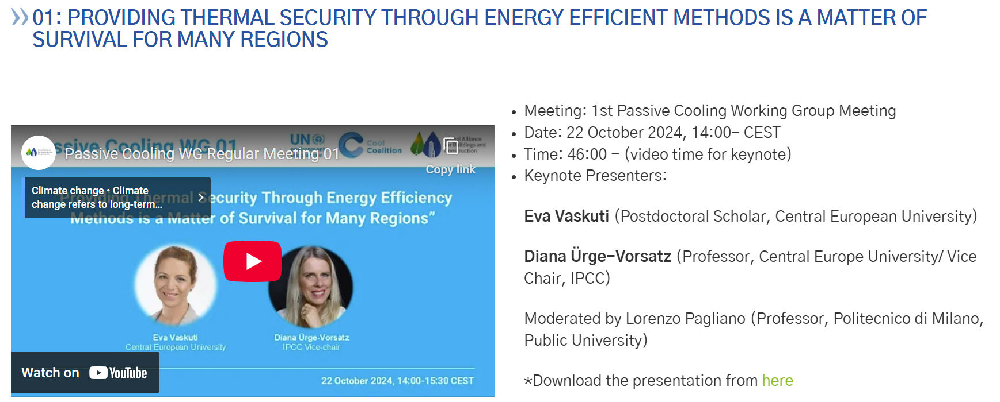 01: PROVIDING THERMAL SECURITY THROUGH ENERGY EFFICIENT METHODS IS A MATTER OF
SURVIVAL FOR MANY REGIONS
Passive Cooling WG 01
UN
Cool
Coalition
Passive Cooling WG Regular Meeting 01
Copy link
Climate change • Climate
change refers to long-term...
Providing Thermal Security Through Energy Efficiency
Methods is a Matter of Survival for Many Regions”
Eva Vaskuti
Central European University
Diana Ürge-Vorsatz
IPCC Vice-chair
Watch on YouTube
22 October 2024, 14:00-15:30 CEST
• Meeting: 1st Passive Cooling Working Group Meeting
• Date: 22 October 2024, 14:00– CEST
• Time: 46:00 – (video time for keynote)
• Keynote Presenters:
Eva Vaskuti (Postdoctoral Scholar, Central European University)
Diana Ürge-Vorsatz (Professor, Central Europe University/ Vice
Chair, IPCC)
Moderated by Lorenzo Pagliano (Professor, Politecnico di Milano,
Public University)
*Download the presentation from here